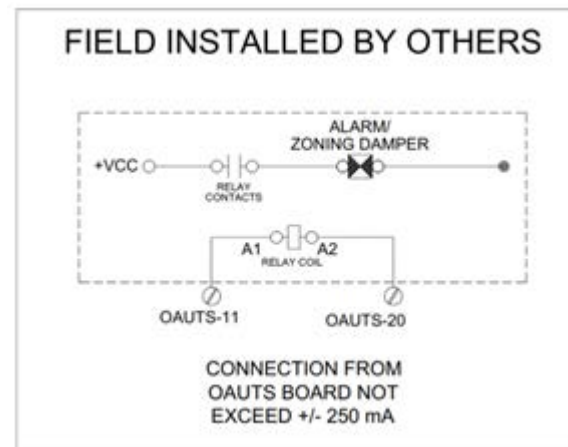 FIELD INSTALLED BY OTHERS
ALARM/
ZONING DAMPER
+VCC
RELAY
CONTACTS
A1
A2
RELAY COIL
OAUTS-11
OAUTS-20
CONNECTION FROM
OAUTS BOARD NOT
EXCEED +/- 250 mA